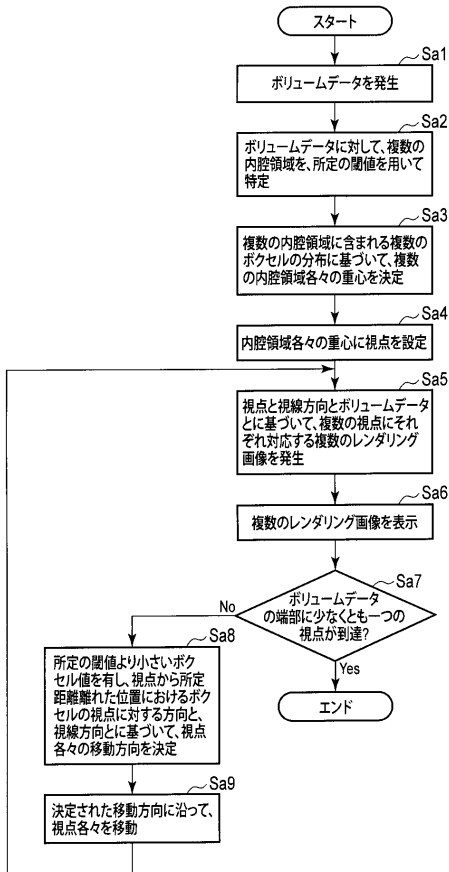 スタート
Sa1
ボリュームデータを発生
Sa2
ボリュームデータに対して、複数の
内腔領域を、所定の閾値を用いて
特定
Sa3
複数の内腔領域に含まれる複数の
ボクセルの分布に基づいて、複数
の内腔領域各々の重心を決定
Sa4
内腔領域各々の重心に視点を設定
Sa5
視点と視線方向とボリュームデータ
とに基づいて、複数の視点にそれ
ぞれ対応する複数のレンダリング
画像を発生
Sa6
複数のレンダリング画像を表示
Sa7
ボリュームデータ
の端部に少なくとも一つの
視点が到達?
No
Yes
エンド
Sa8
所定の閾値より小さいボク
セル値を有し、視点から所定
距離離れた位置におけるボク
セルの視点に対する方向と、
視線方向とに基づいて、視点
各々の移動方向を決定
Sa9
決定された移動方向に沿って、
視点各々を移動